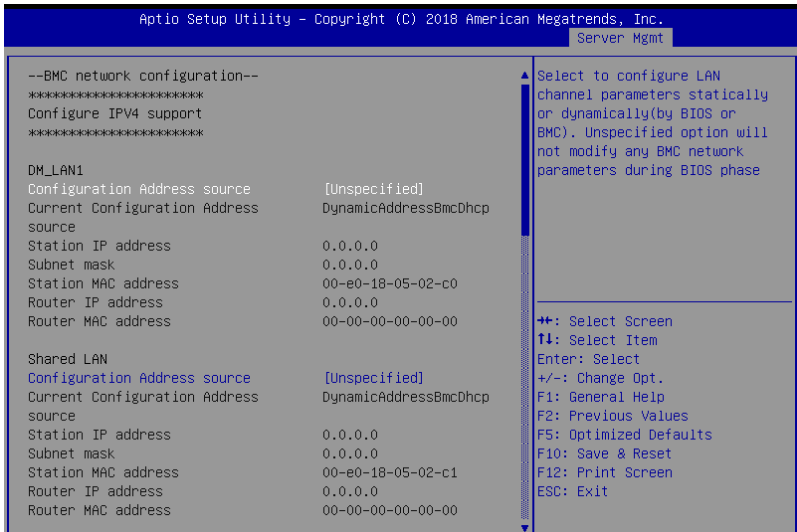 Aptio Setup Utility – Copyright (C) 2018 American Megatrends, Inc.
Server Mgmt
--BMC network configuration--
**************************
Configure IPV4 support
**************************
DM_LAN1
Configuration Address source [Unspecified]
Current Configuration Address DynamicAddressBmcDhcp
source
Station IP address 0.0.0.0
Subnet mask 0.0.0.0
Station MAC address 00-e0-18-05-02-c0
Router IP address 0.0.0.0
Router MAC address 00-00-00-00-00-00
Shared LAN
Configuration Address source [Unspecified]
Current Configuration Address DynamicAddressBmcDhcp
source
Station IP address 0.0.0.0
Subnet mask 0.0.0.0
Station MAC address 00-e0-18-05-02-c1
Router IP address 0.0.0.0
Router MAC address 00-00-00-00-00-00
Select to configure LAN
channel parameters statically
or dynamically(by BIOS or
BMC). Unspecified option will
not modify any BMC network
parameters during BIOS phase
→←: Select Screen
↑↓: Select Item
Enter: Select
+/-: Change Opt.
F1: General Help
F2: Previous Values
F5: Optimized Defaults
F10: Save & Reset
F12: Print Screen
ESC: Exit